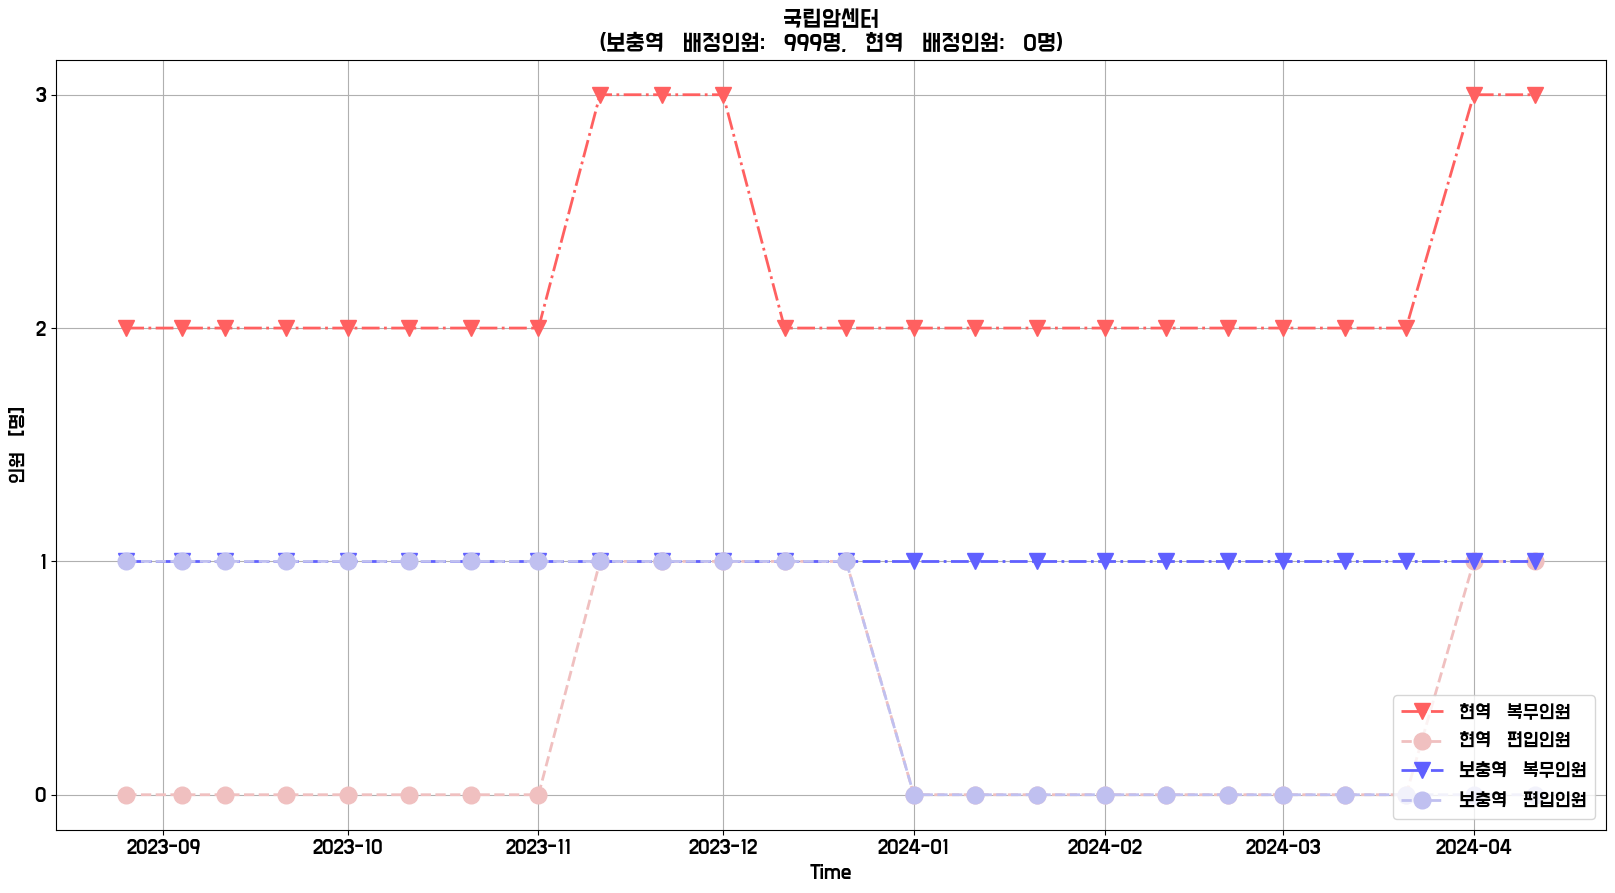 국립암센터
(보충역 배정인원: 999명, 현역 배정인원: 0명)
인원 [명]
3
2
1
0
현역 복무인원
현역 편입인원
보충역 복무인원
보충역 편입인원
2023-09 2023-10 2023-11 2023-12 2024-01 2024-02 2024-03 2024-04
Time